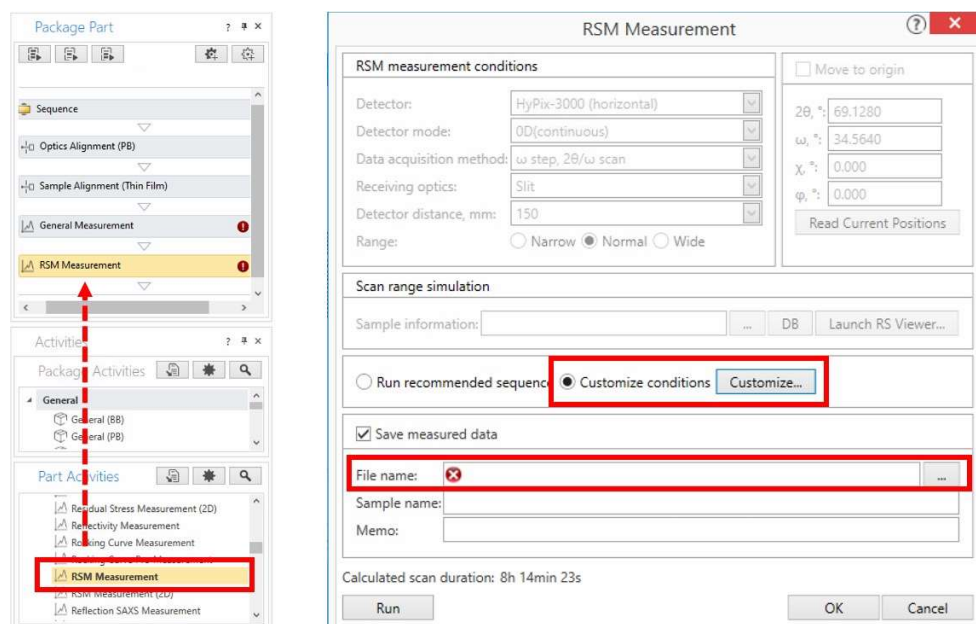 Package Part
? ×
Sequence
Optics Alignment (PB)
Sample Alignment (Thin Film)
General Measurement
RSM Measurement
Activities
? ×
Package Activities
General
General (BB)
General (PB)
Part Activities
Residual Stress Measurement (2D)
Reflectivity Measurement
Rocking Curve Measurement
RSM Measurement
RSM Measurement (2D)
Reflection SAXS Measurement
RSM Measurement
?
RSM measurement conditions
Detector: HyPix-3000 (horizontal)
Detector mode: 0D(continuous)
Data acquisition method: ω step, 2θ/ω scan
Receiving optics: Slit
Detector distance, mm: 150
Range: Narrow Normal Wide
Move to origin
2θ, °: 69.1280
ω, °: 34.5640
χ, °: 0.000
φ, °: 0.000
Read Current Positions
Scan range simulation
Sample information: ... DB Launch RS Viewer...
Run recommended sequence Customize conditions Customize...
Save measured data
File name: ...
Sample name:
Memo:
Calculated scan duration: 8h 14min 23s
Run OK Cancel